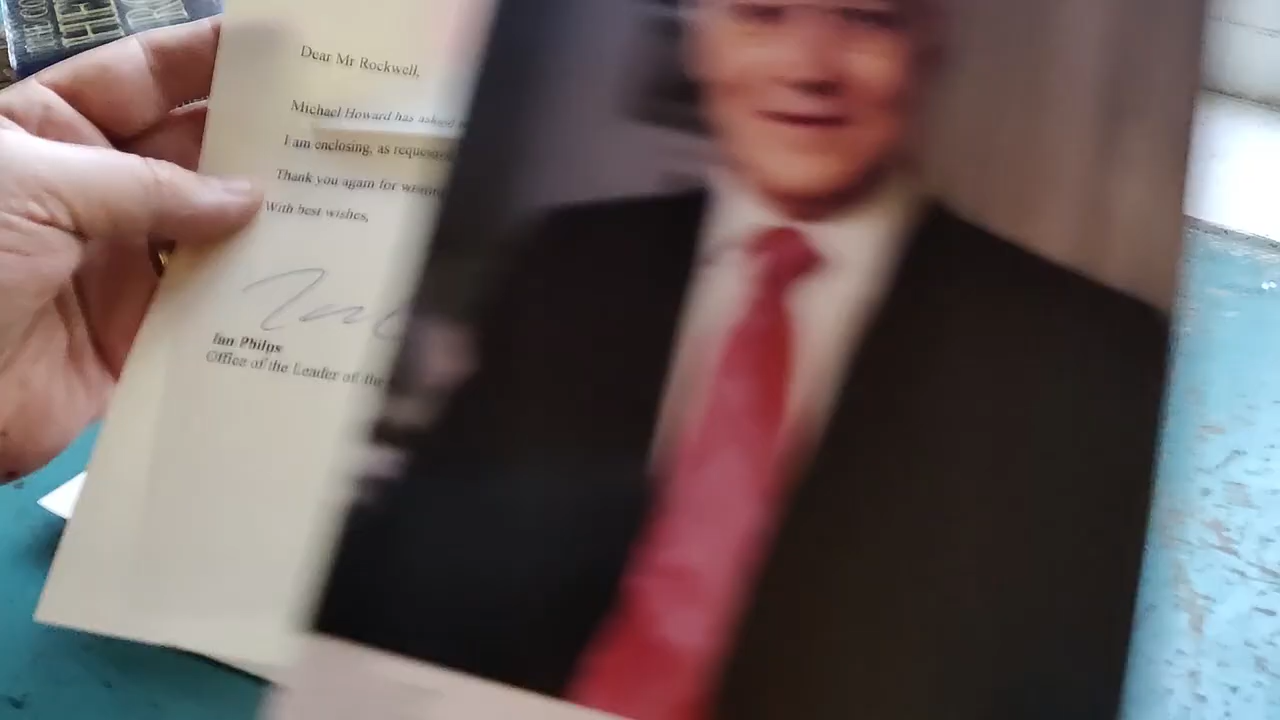 Dear Mr Rockwell,
Michael Howard has asked
I am enclosing, as requested
Thank you again for
With best wishes,
Ian Philps
Office of the Leader of the